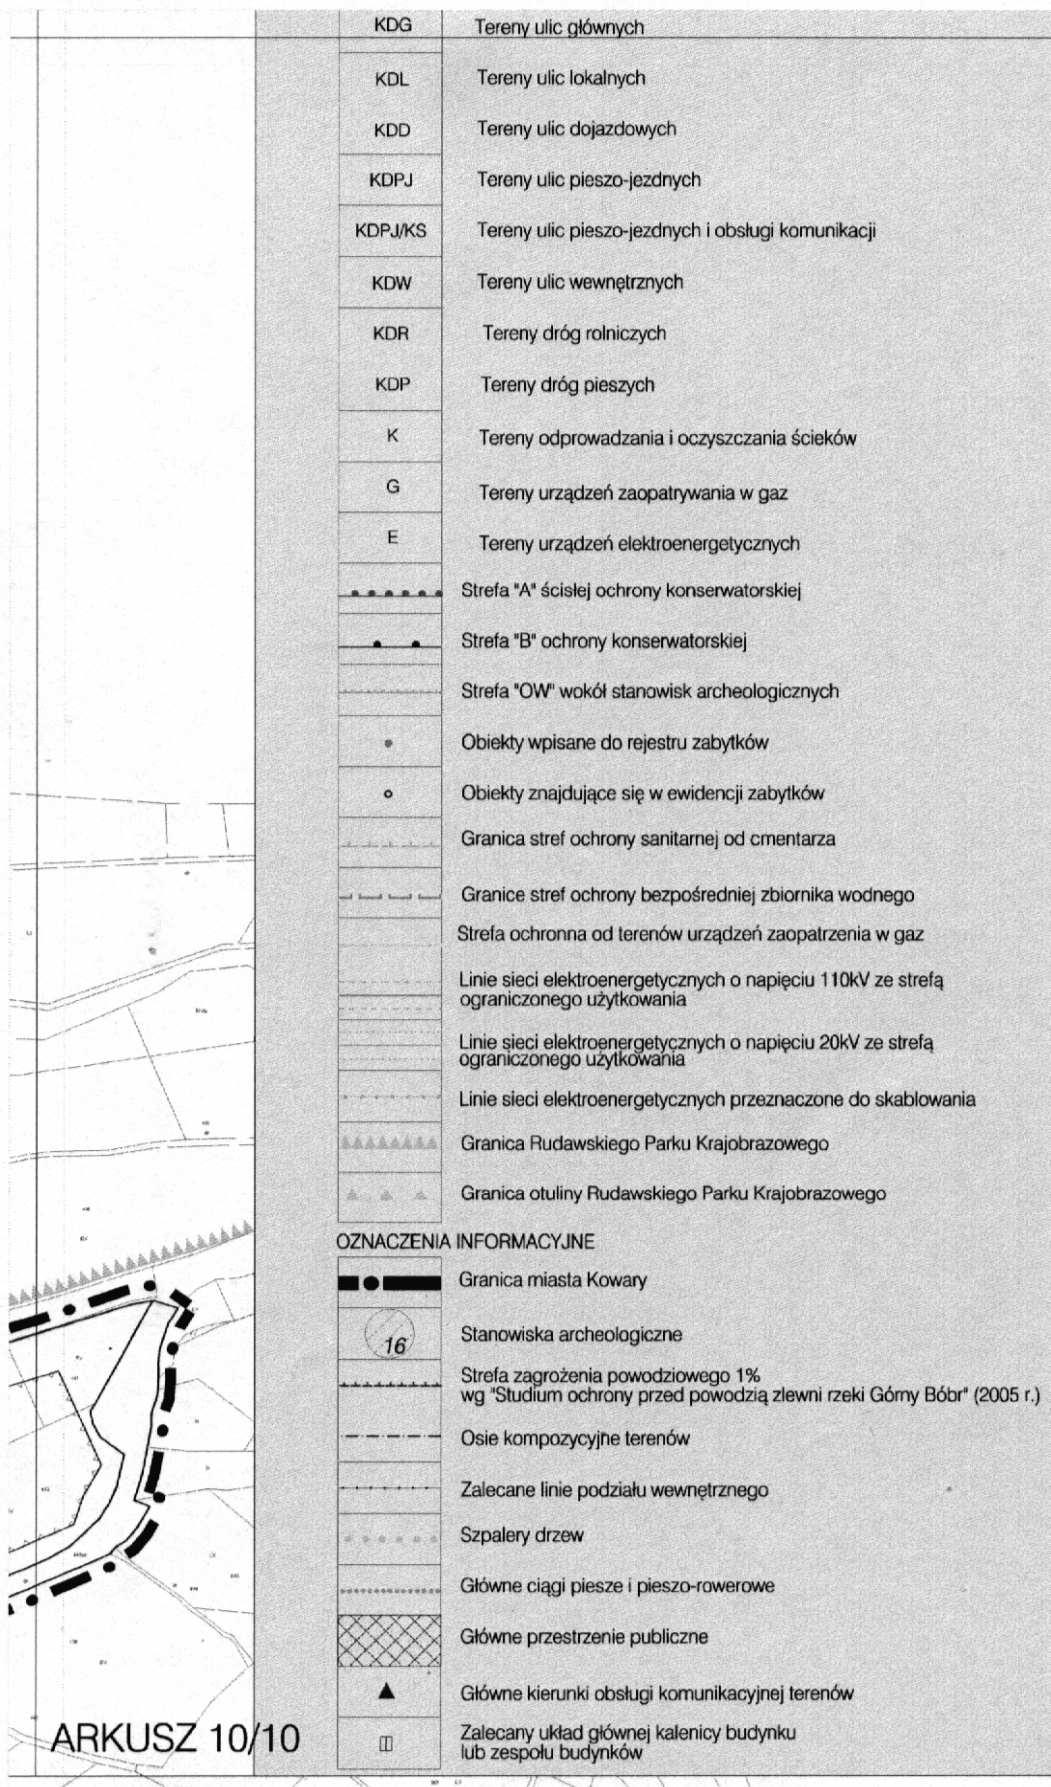 KDG Tereny ulic głównych
KDL Tereny ulic lokalnych
KDD Tereny ulic dojazdowych
KDPJ Tereny ulic pieszo-jezdnych
KDPJ/KS Tereny ulic pieszo-jezdnych i obsługi komunikacji
KDW Tereny ulic wewnętrznych
KDR Tereny dróg rolniczych
KDP Tereny dróg pieszych
K Tereny odprowadzania i oczyszczania ścieków
G Tereny urządzeń zaopatrywania w gaz
E Tereny urządzeń elektroenergetycznych
Strefa "A" ścisłej ochrony konserwatorskiej
Strefa "B" ochrony konserwatorskiej
Strefa "OW" wokół stanowisk archeologicznych
Obiekty wpisane do rejestru zabytków
Obiekty znajdujące się w ewidencji zabytków
Granica stref ochrony sanitarnej od cmentarza
Granice stref ochrony bezpośredniej zbiornika wodnego
Strefa ochronna od terenów urządzeń zaopatrzenia w gaz
Linie sieci elektroenergetycznych o napięciu 110kV ze strefą
ograniczonego użytkowania
Linie sieci elektroenergetycznych o napięciu 20kV ze strefą
ograniczonego użytkowania
Linie sieci elektroenergetycznych przeznaczone do skablowania
Granica Rudawskiego Parku Krajobrazowego
Granica otuliny Rudawskiego Parku Krajobrazowego
OZNACZENIA INFORMACYJNE
Granica miasta Kowary
16 Stanowiska archeologiczne
Strefa zagrożenia powodziowego 1%
wg "Studium ochrony przed powodzią zlewni rzeki Górny Bóbr" (2005 r.)
Osie kompozycyjne terenów
Zalecane linie podziału wewnętrznego
Szpalery drzew
Główne ciągi piesze i pieszo-rowerowe
Główne przestrzenie publiczne
Główne kierunki obsługi komunikacyjnej terenów
Zalecany układ głównej kalenicy budynku
lub zespołu budynków
ARKUSZ 10/10